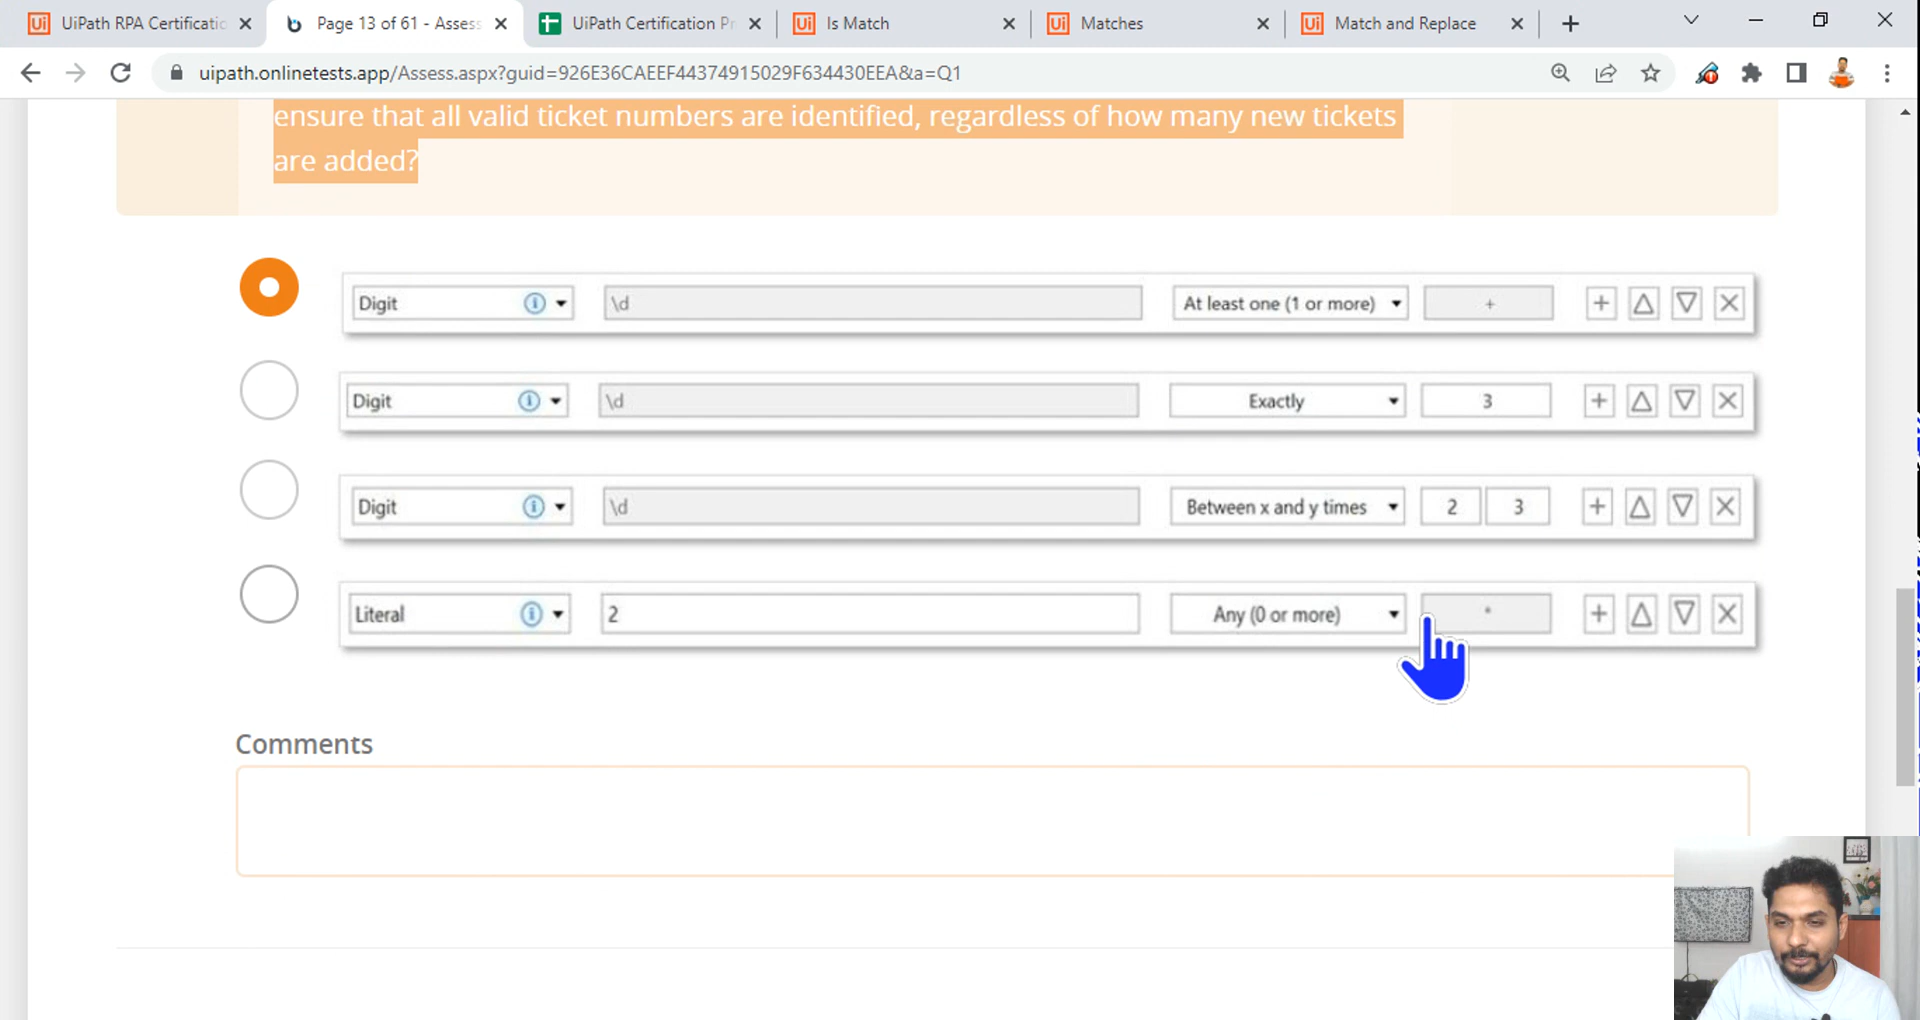 UiPath RPA Certificatio
Page 13 of 61 - Assess
UiPath Certification Pr
Is Match
Matches
Match and Replace
uipath.onlinetests.app/Assess.aspx?guid=926E36CAEEF44374915029F634430EEA&a=Q1
ensure that all valid ticket numbers are identified, regardless of how many new tickets
are added?
Digit \d At least one (1 or more) +
Digit \d Exactly 3
Digit \d Between x and y times 2 3
Literal 2 Any (0 or more) *
Comments